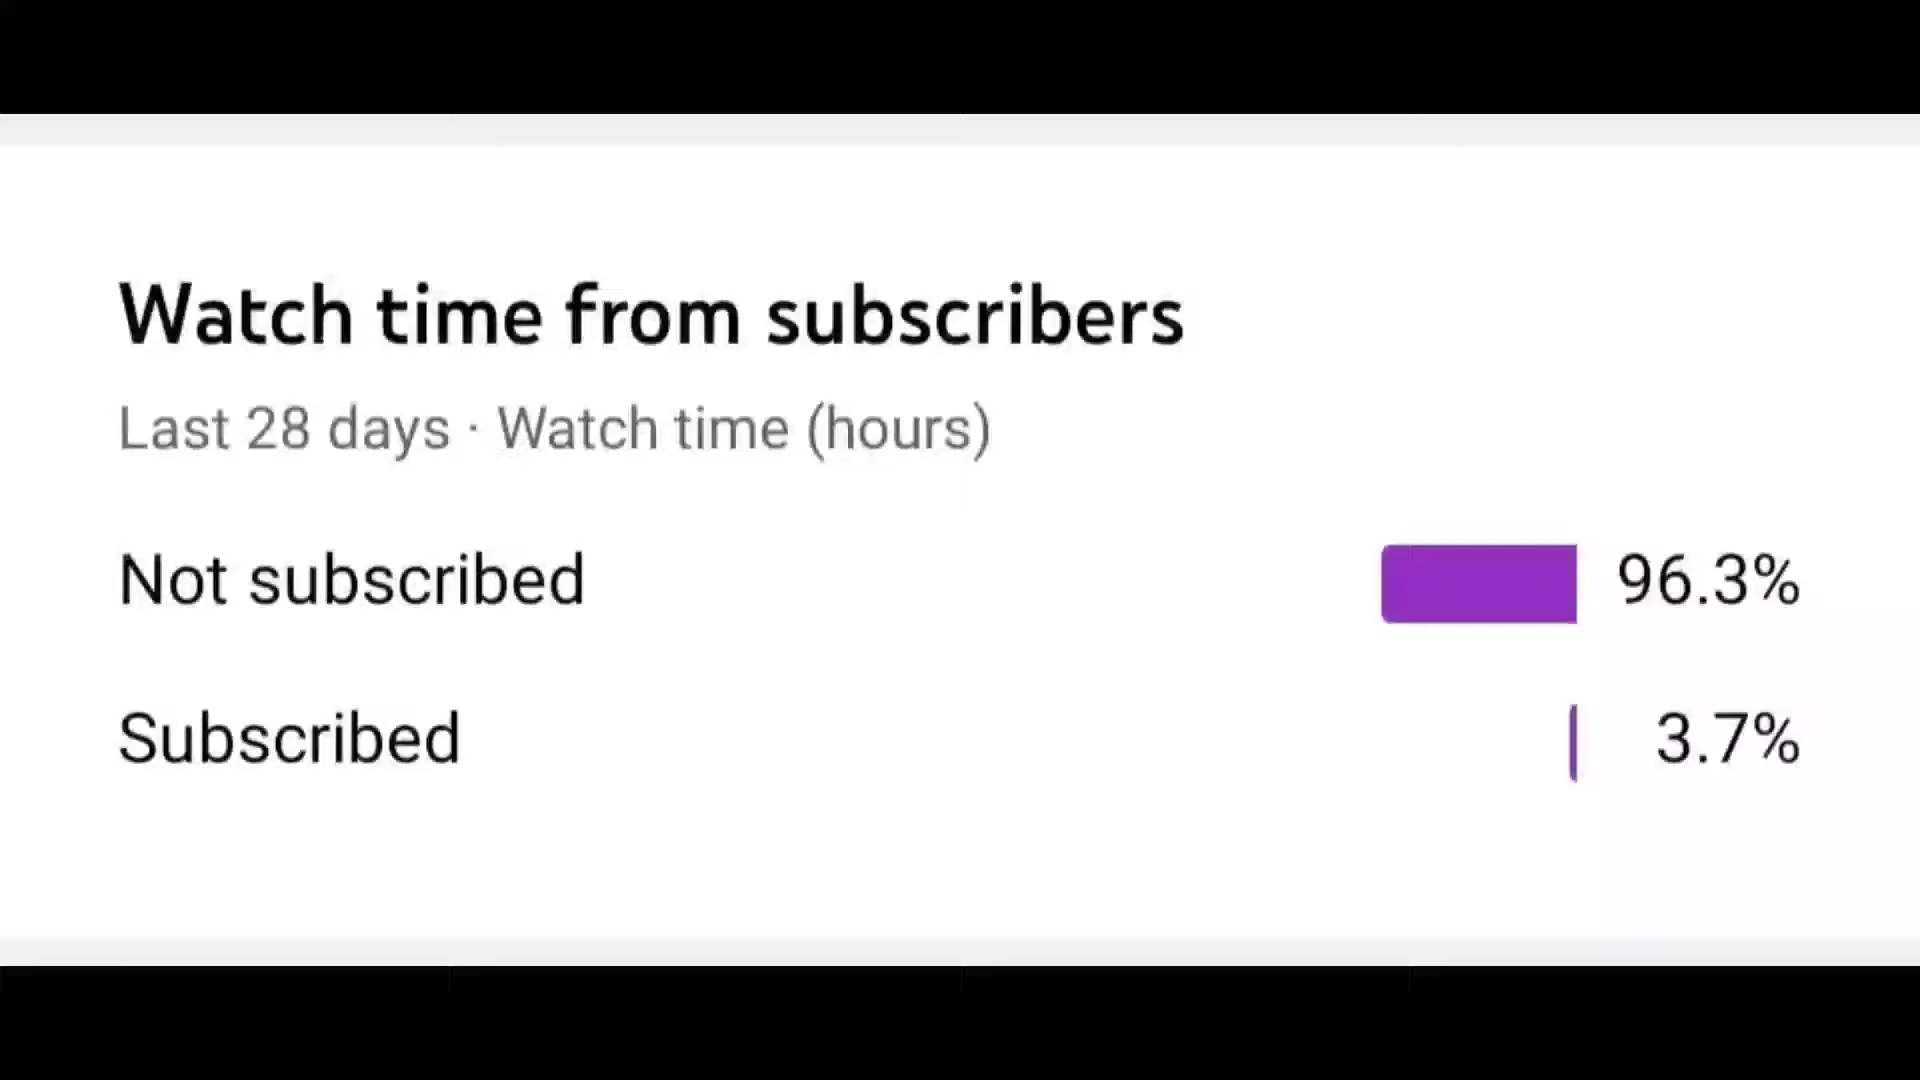 Watch time from subscribers
Last 28 days · Watch time (hours)
Not subscribed 96.3%
Subscribed 3.7%